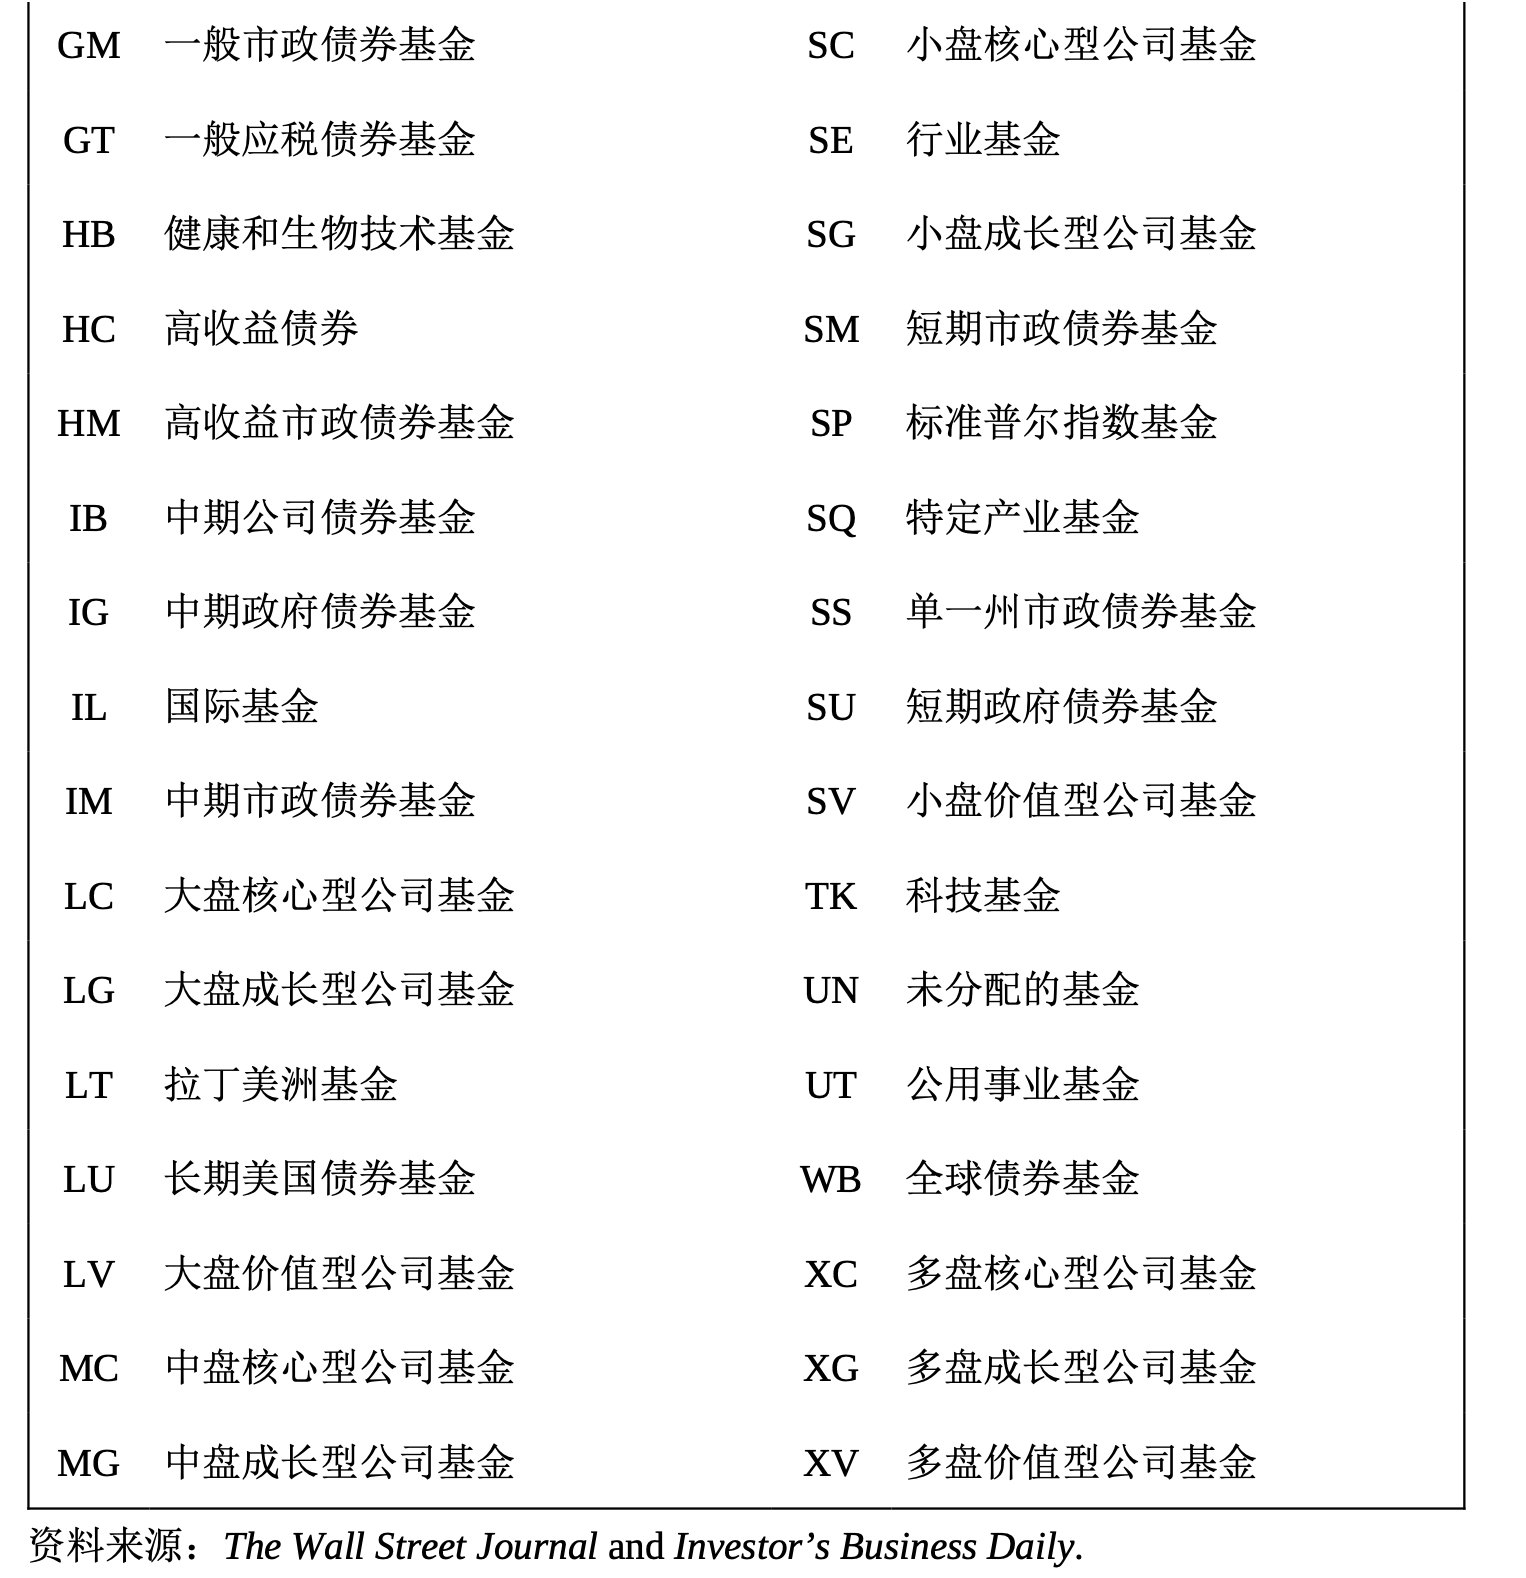 GM 一般市政债券基金 SC 小盘核心型公司基金
GT 一般应税债券基金 SE 行业基金
HB 健康和生物技术基金 SG 小盘成长型公司基金
HC 高收益债券 SM 短期市政债券基金
HM 高收益市政债券基金 SP 标准普尔指数基金
IB 中期公司债券基金 SQ 特定产业基金
IG 中期政府债券基金 SS 单一州市政债券基金
IL 国际基金 SU 短期政府债券基金
IM 中期市政债券基金 SV 小盘价值型公司基金
LC 大盘核心型公司基金 TK 科技基金
LG 大盘成长型公司基金 UN 未分配的基金
LT 拉丁美洲基金 UT 公用事业基金
LU 长期美国债券基金 WB 全球债券基金
LV 大盘价值型公司基金 XC 多盘核心型公司基金
MC 中盘核心型公司基金 XG 多盘成长型公司基金
MG 中盘成长型公司基金 XV 多盘价值型公司基金
资料来源：The Wall Street Journal and Investor’s Business Daily.